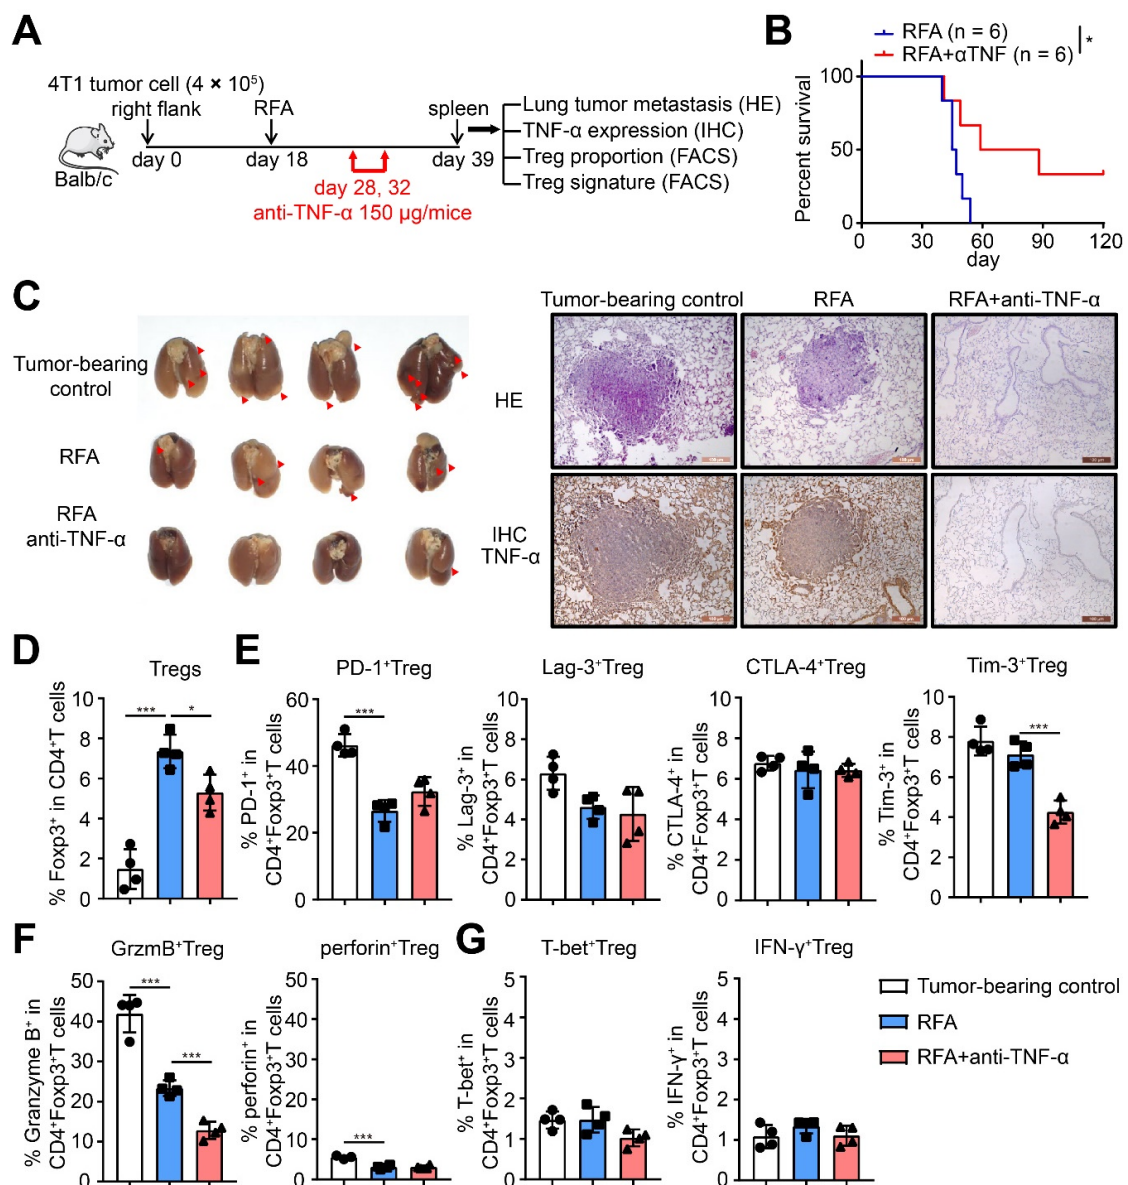 A
4T1 tumor cell (4 × 10⁵)
right flank
RFA
spleen
day 0
day 18
day 39
Balb/c
day 28, 32
anti-TNF-α 150 μg/mice
Lung tumor metastasis (HE)
TNF-α expression (IHC)
Treg proportion (FACS)
Treg signature (FACS)
B
RFA (n = 6)
RFA+αTNF (n = 6)
*
Percent survival
100
50
0
0 30 60 90 120
day
C
Tumor-bearing
control
RFA
RFA
anti-TNF-α
Tumor-bearing control
RFA
RFA+anti-TNF-α
HE
IHC
TNF-α
D
Tregs
% Foxp3⁺ in CD4⁺T cells
10
8
6
4
2
0
***
*
E
PD-1⁺Treg
% PD-1⁺ in
CD4⁺Foxp3⁺T cells
60
40
20
0
***
Lag-3⁺Treg
% Lag-3⁺ in
CD4⁺Foxp3⁺T cells
10
8
6
4
2
0
CTLA-4⁺Treg
% CTLA-4⁺ in
CD4⁺Foxp3⁺T cells
10
8
6
4
2
0
Tim-3⁺Treg
% Tim-3⁺ in
CD4⁺Foxp3⁺T cells
10
8
6
4
2
0
***
F
GrzmB⁺Treg
% Granzyme B⁺ in
CD4⁺Foxp3⁺T cells
50
40
30
20
10
0
***
***
perforin⁺Treg
% perforin⁺ in
CD4⁺Foxp3⁺T cells
50
40
30
20
10
0
***
G
T-bet⁺Treg
% T-bet⁺ in
CD4⁺Foxp3⁺T cells
5
4
3
2
1
0
IFN-γ⁺Treg
% IFN-γ⁺ in
CD4⁺Foxp3⁺T cells
5
4
3
2
1
0
Tumor-bearing control
RFA
RFA+anti-TNF-α